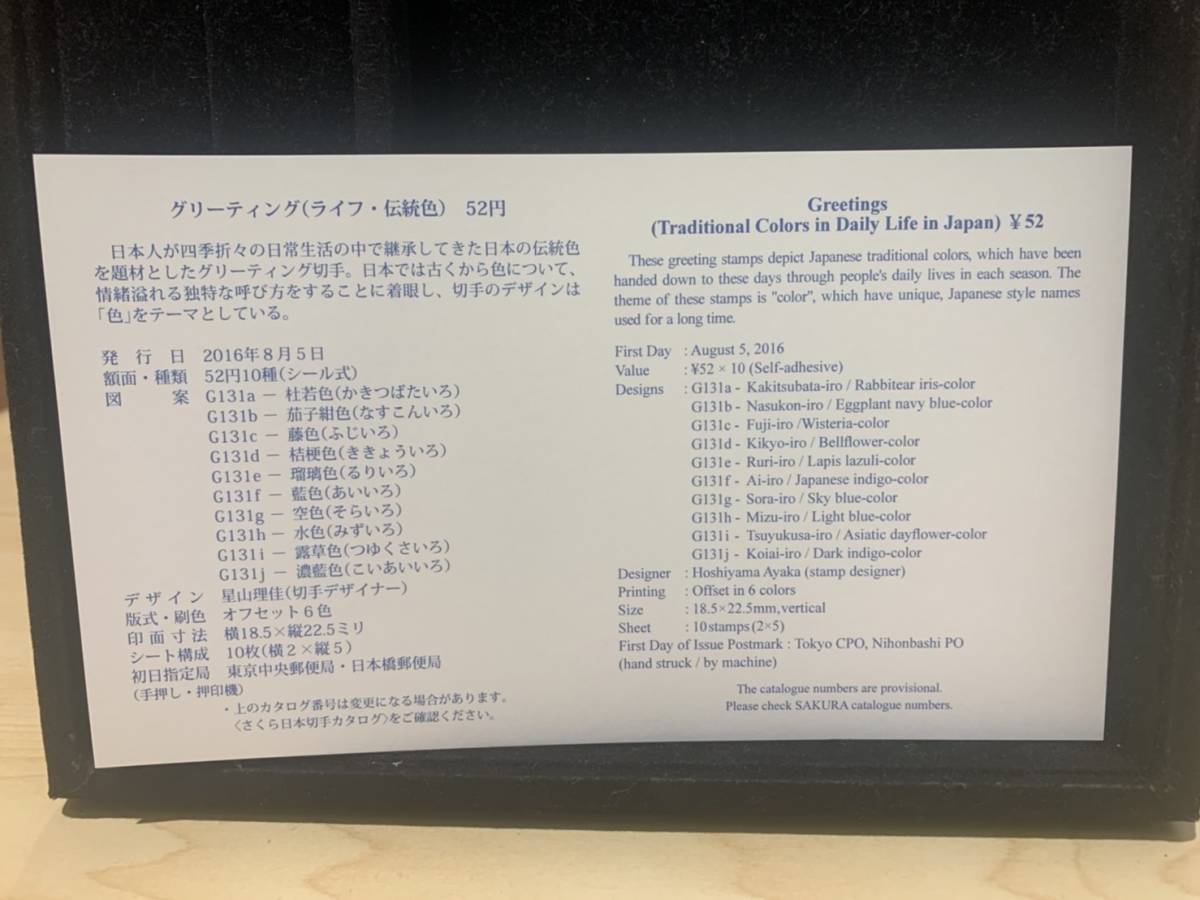 グリーティング(ライフ・伝統色) 52円
日本人が四季折々の日常生活の中で継承してきた日本の伝統色
を題材としたグリーティング切手。日本では古くから色について、
情緒溢れる独特な呼び方をすることに着眼し、切手のデザインは
「色」をテーマとしている。
発行日 2016年8月5日
額面・種類 52円10種(シール式)
図案 G131a － 杜若色(かきつばたいろ)
G131b － 茄子紺色(なすこんいろ)
G131c － 藤色(ふじいろ)
G131d － 桔梗色(ききょういろ)
G131e － 瑠璃色(るりいろ)
G131f － 藍色(あいいろ)
G131g － 空色(そらいろ)
G131h － 水色(みずいろ)
G131i － 露草色(つゆくさいろ)
G131j － 濃藍色(こいあいいろ)
デザイン 星山理佳(切手デザイナー)
版式・刷色 オフセット6色
印面寸法 横18.5×縦22.5ミリ
シート構成 10枚(横2×縦5)
初日指定局 東京中央郵便局・日本橋郵便局
(手押し・押印機)
・上のカタログ番号は変更になる場合があります。
〈さくら日本切手カタログ〉をご確認ください。
Greetings
(Traditional Colors in Daily Life in Japan) ¥52
These greeting stamps depict Japanese traditional colors, which have been
handed down to these days through people's daily lives in each season. The
theme of these stamps is "color", which have unique, Japanese style names
used for a long time.
First Day : August 5, 2016
Value : ¥52 × 10 (Self-adhesive)
Designs : G131a - Kakitsubata-iro / Rabbitear iris-color
G131b - Nasukon-iro / Eggplant navy blue-color
G131c - Fuji-iro /Wisteria-color
G131d - Kikyo-iro / Bellflower-color
G131e - Ruri-iro / Lapis lazuli-color
G131f - Ai-iro / Japanese indigo-color
G131g - Sora-iro / Sky blue-color
G131h - Mizu-iro / Light blue-color
G131i - Tsuyukusa-iro / Asiatic dayflower-color
G131j - Koiai-iro / Dark indigo-color
Designer : Hoshiyama Ayaka (stamp designer)
Printing : Offset in 6 colors
Size : 18.5×22.5mm,vertical
Sheet : 10 stamps (2×5)
First Day of Issue Postmark : Tokyo CPO, Nihonbashi PO
(hand struck / by machine)
The catalogue numbers are provisional.
Please check SAKURA catalogue numbers.